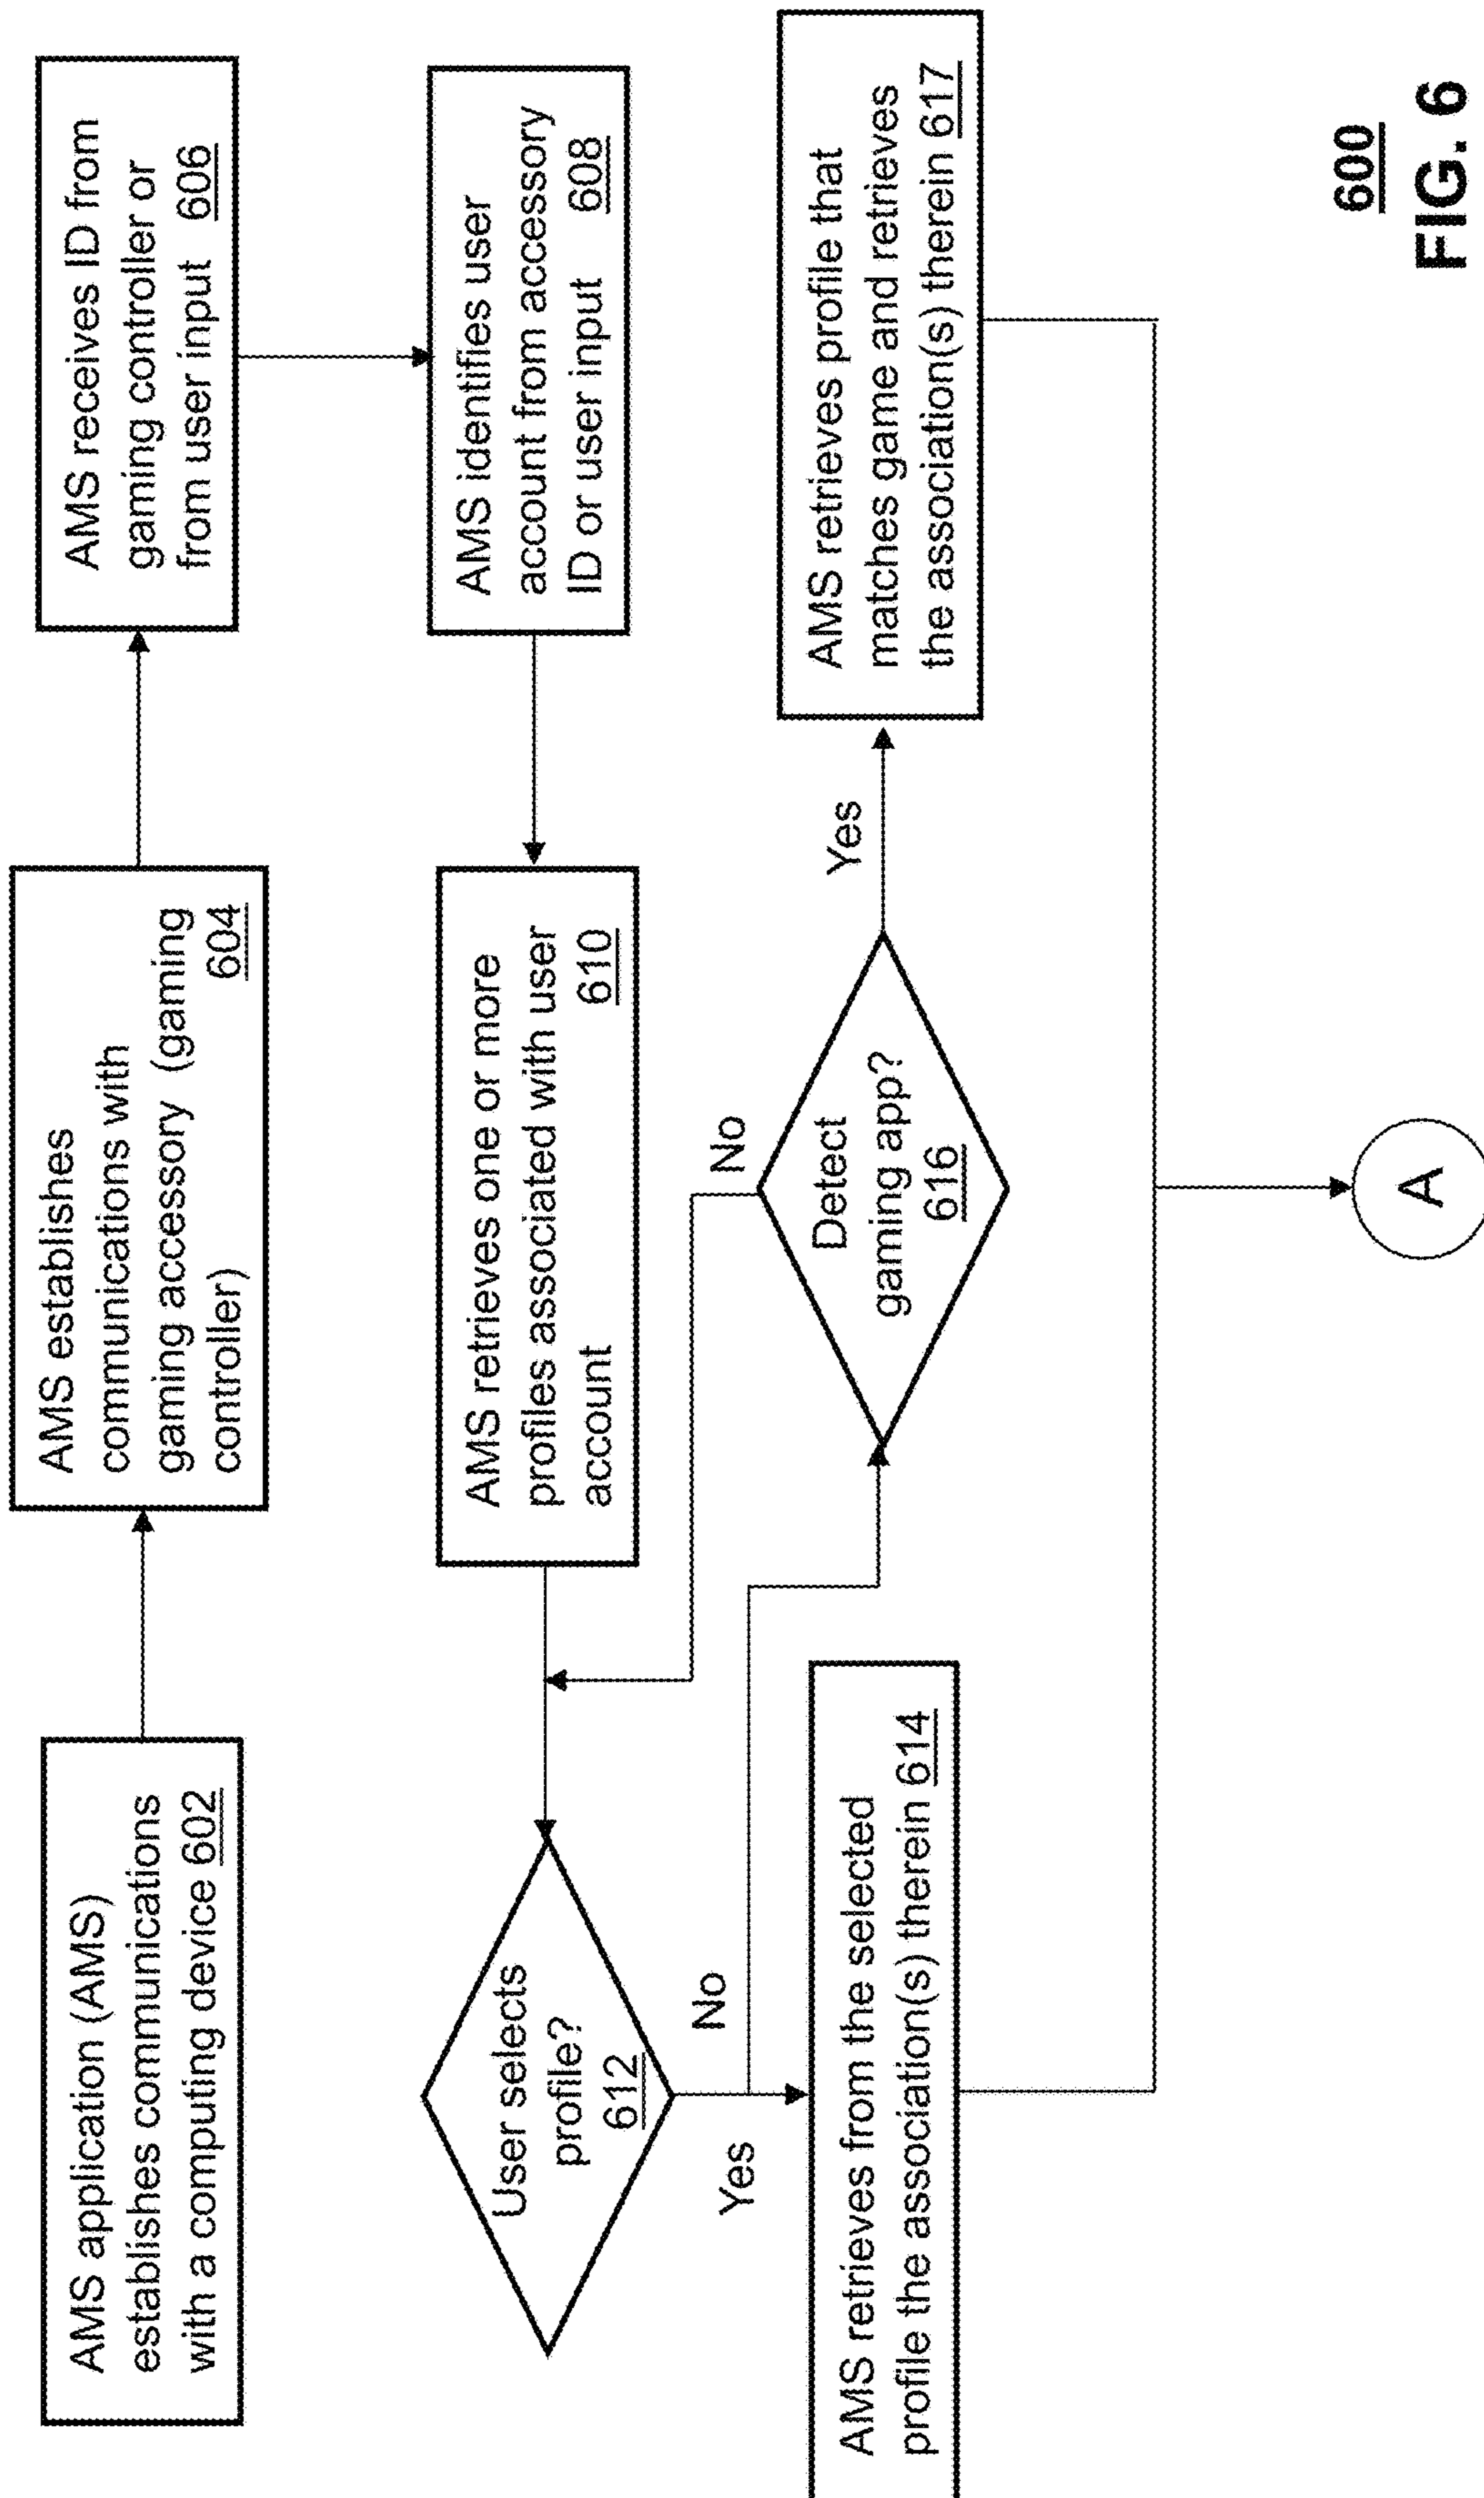 AMS application (AMS)
establishes communications
with a computing device 602
AMS establishes
communications with
gaming accessory (gaming
controller) 604
AMS receives ID from
gaming controller or
from user input 606
AMS identifies user
account from accessory
ID or user input 608
AMS retrieves one or more
profiles associated with user
account 610
User selects
profile?
612
No
Yes
AMS retrieves from the selected
profile the association(s) therein 614
Detect
gaming app?
616
No
Yes
AMS retrieves profile that
matches game and retrieves
the association(s) therein 617
A
600
FIG. 6